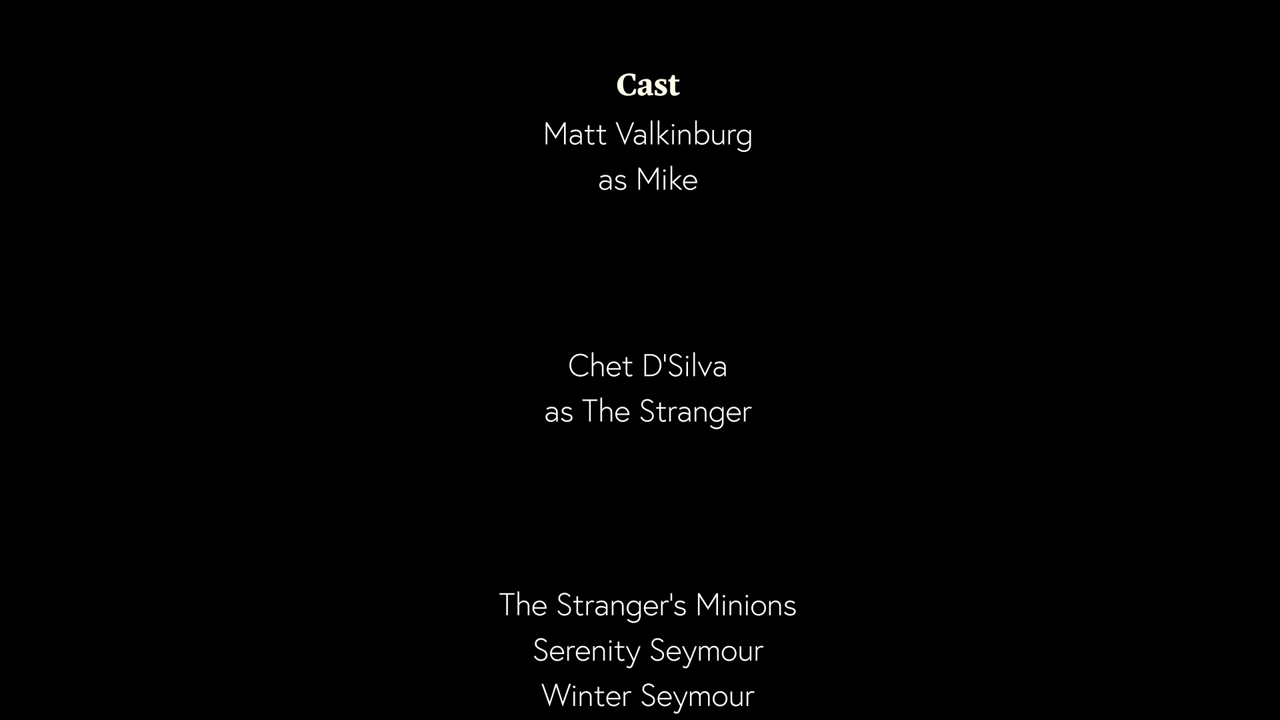 Cast
Matt Valkinburg
as Mike
Chet D'Silva
as The Stranger
The Stranger's Minions
Serenity Seymour
Winter Seymour